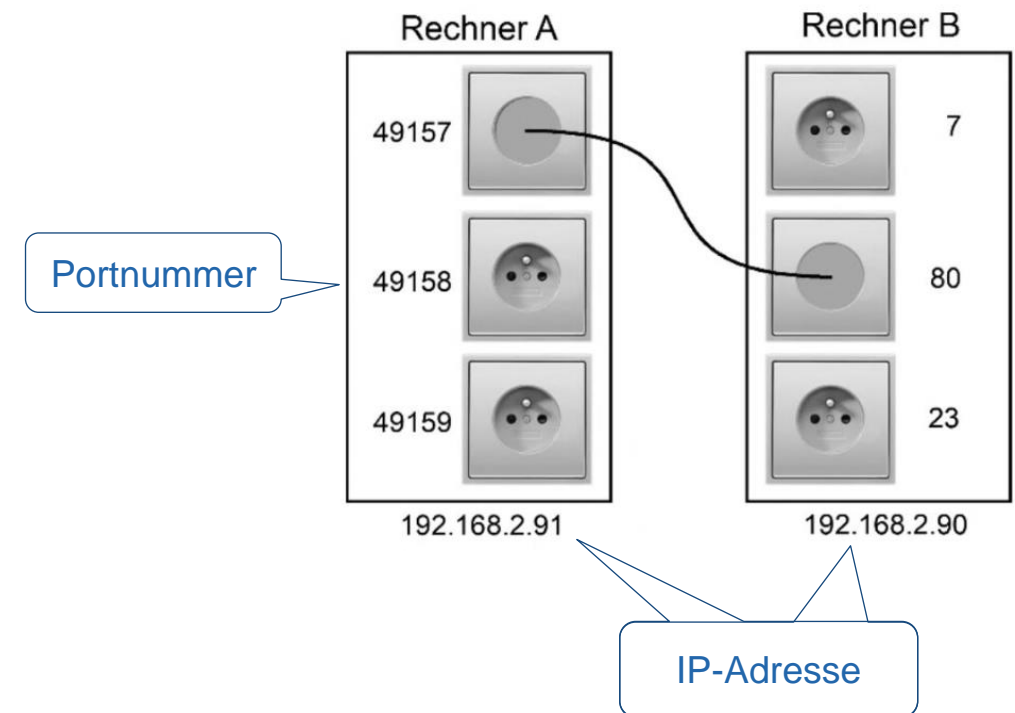 Rechner A
Rechner B
49157
7
Portnummer
49158
80
49159
23
192.168.2.91
192.168.2.90
IP-Adresse